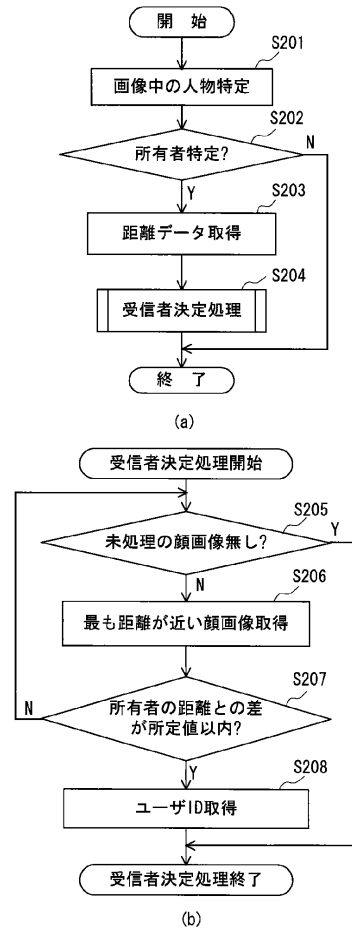 開 始
S201
画像中の人物特定
S202
所有者特定?
N
Y
S203
距離データ取得
S204
受信者決定処理
終 了
(a)
受信者決定処理開始
S205
未処理の顔画像無し?
Y
N
S206
最も距離が近い顔画像取得
S207
所有者の距離との差
が所定値以内?
N
Y
S208
ユーザID取得
受信者決定処理終了
(b)